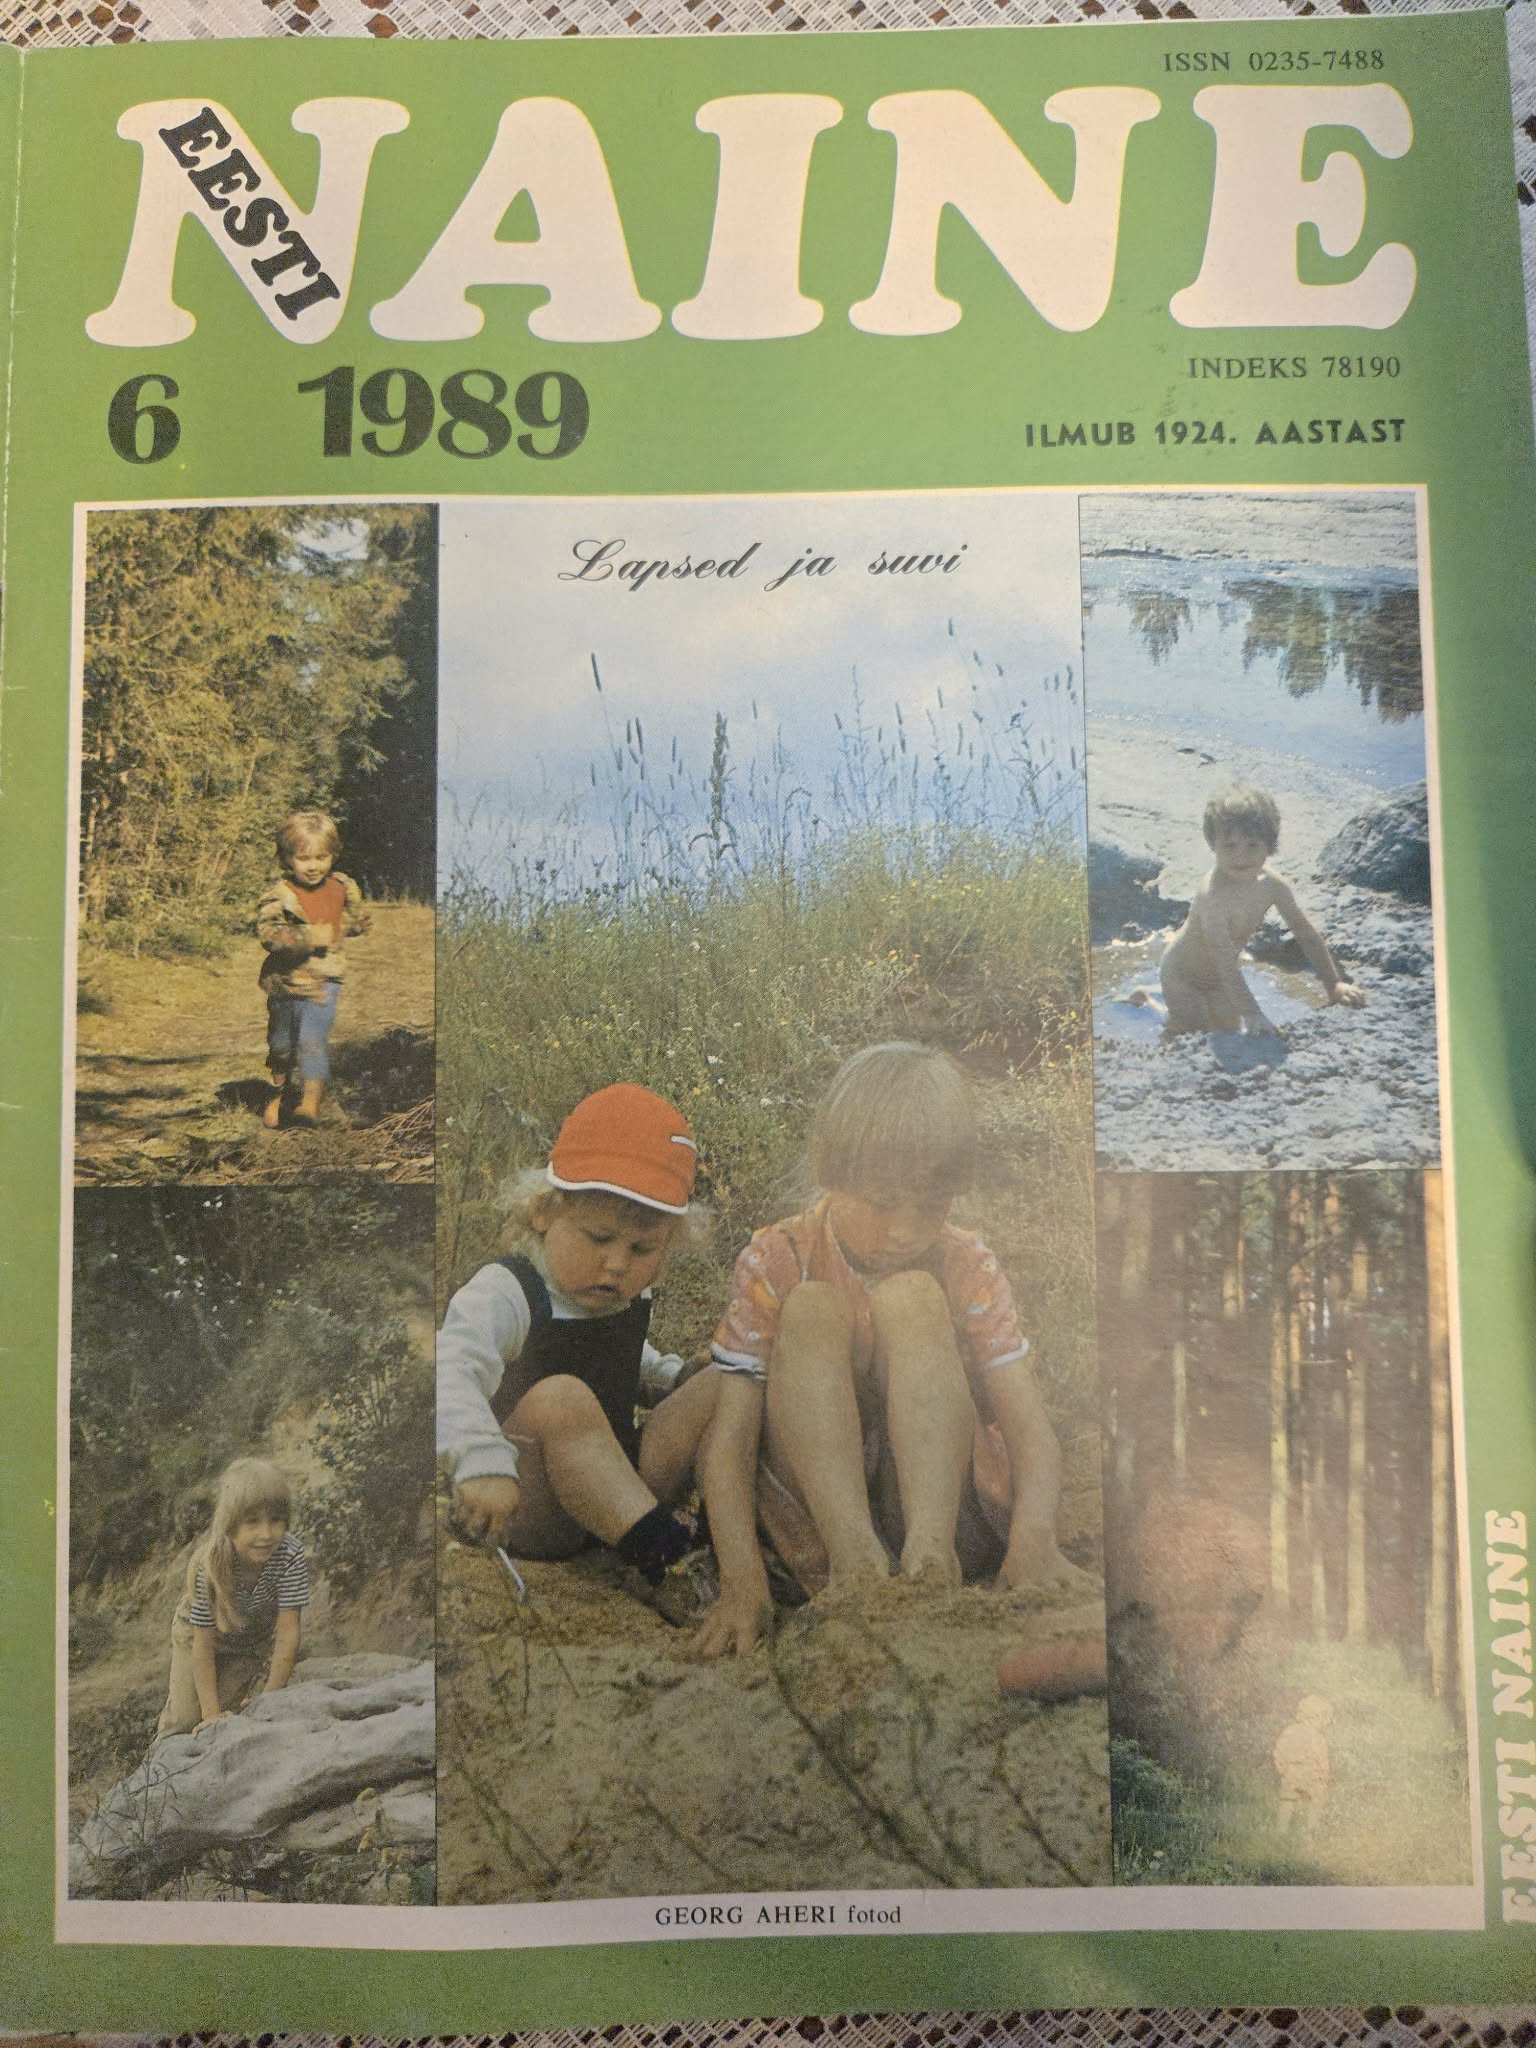 ISSN 0235-7488
EESTI
NAINE
6 1989
INDEKS 78190
ILMUB 1924. AASTAST
Lapsed ja suvi
GEORG AHERI fotod
EESTI NAINE